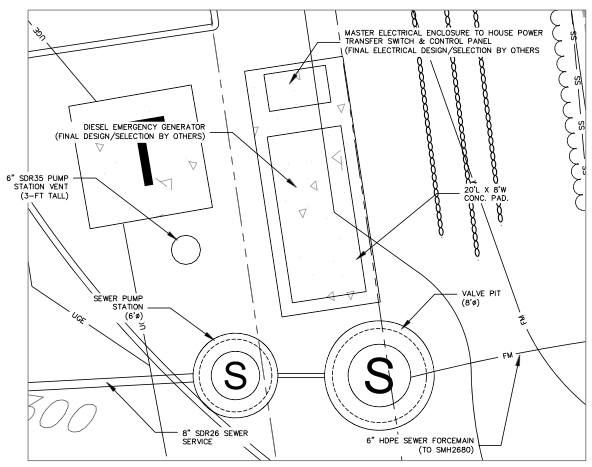 UGE
MASTER ELECTRICAL ENCLOSURE TO HOUSE POWER
TRANSFER SWITCH & CONTROL PANEL
(FINAL ELECTRICAL DESIGN/SELECTION BY OTHERS
SS
SS
SS
DIESEL EMERGENCY GENERATOR
(FINAL DESIGN/SELECTION BY OTHERS)
T
6" SDR35 PUMP
STATION VENT
(3-FT TALL)
20'L X 8'W
CONC. PAD.
SEWER PUMP
STATION
(6'ø)
VALVE PIT
(8'ø)
UGE
FM
FM
S
S
300
8" SDR26 SEWER
SERVICE
6" HDPE SEWER FORCEMAIN
(TO SMH2680)